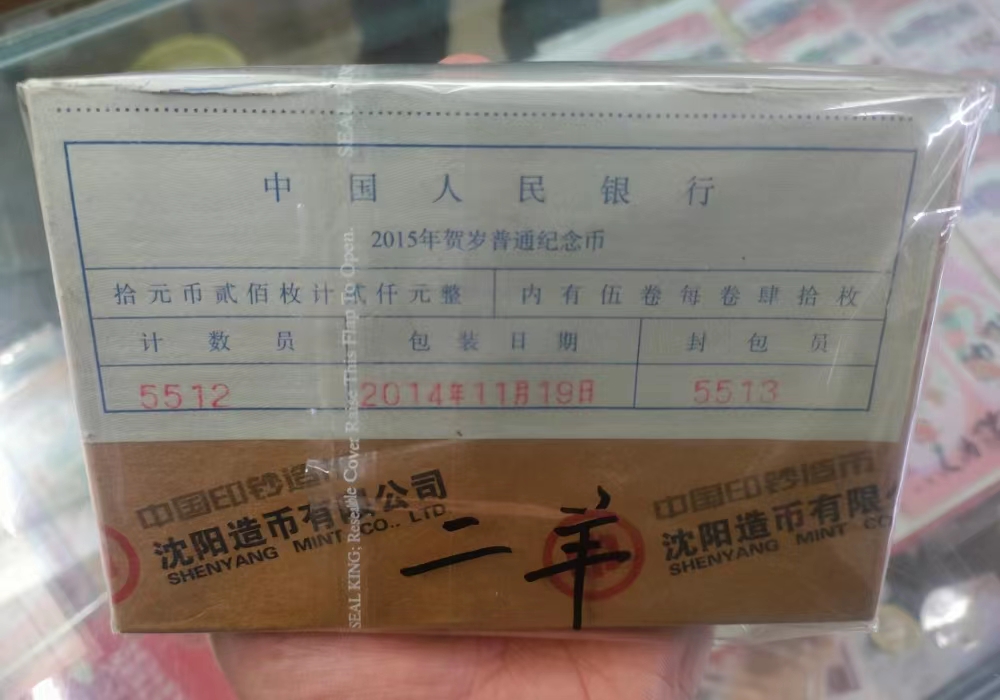 中国人民银行
2015年贺岁普通纪念币
拾元币贰佰枚计贰仟元整 内有伍卷每卷肆拾枚
计数员 包装日期 封包员
5512 2014年11月19日 5513
中国印钞造
沈阳造币有限公司
SHENYANG MINT CO., LTD
二羊
中国印钞造币
沈阳造币有限
SHENYANG MINT CO
SEAL KING: Reseable Cover Raise This Flap To Open.
SEAL